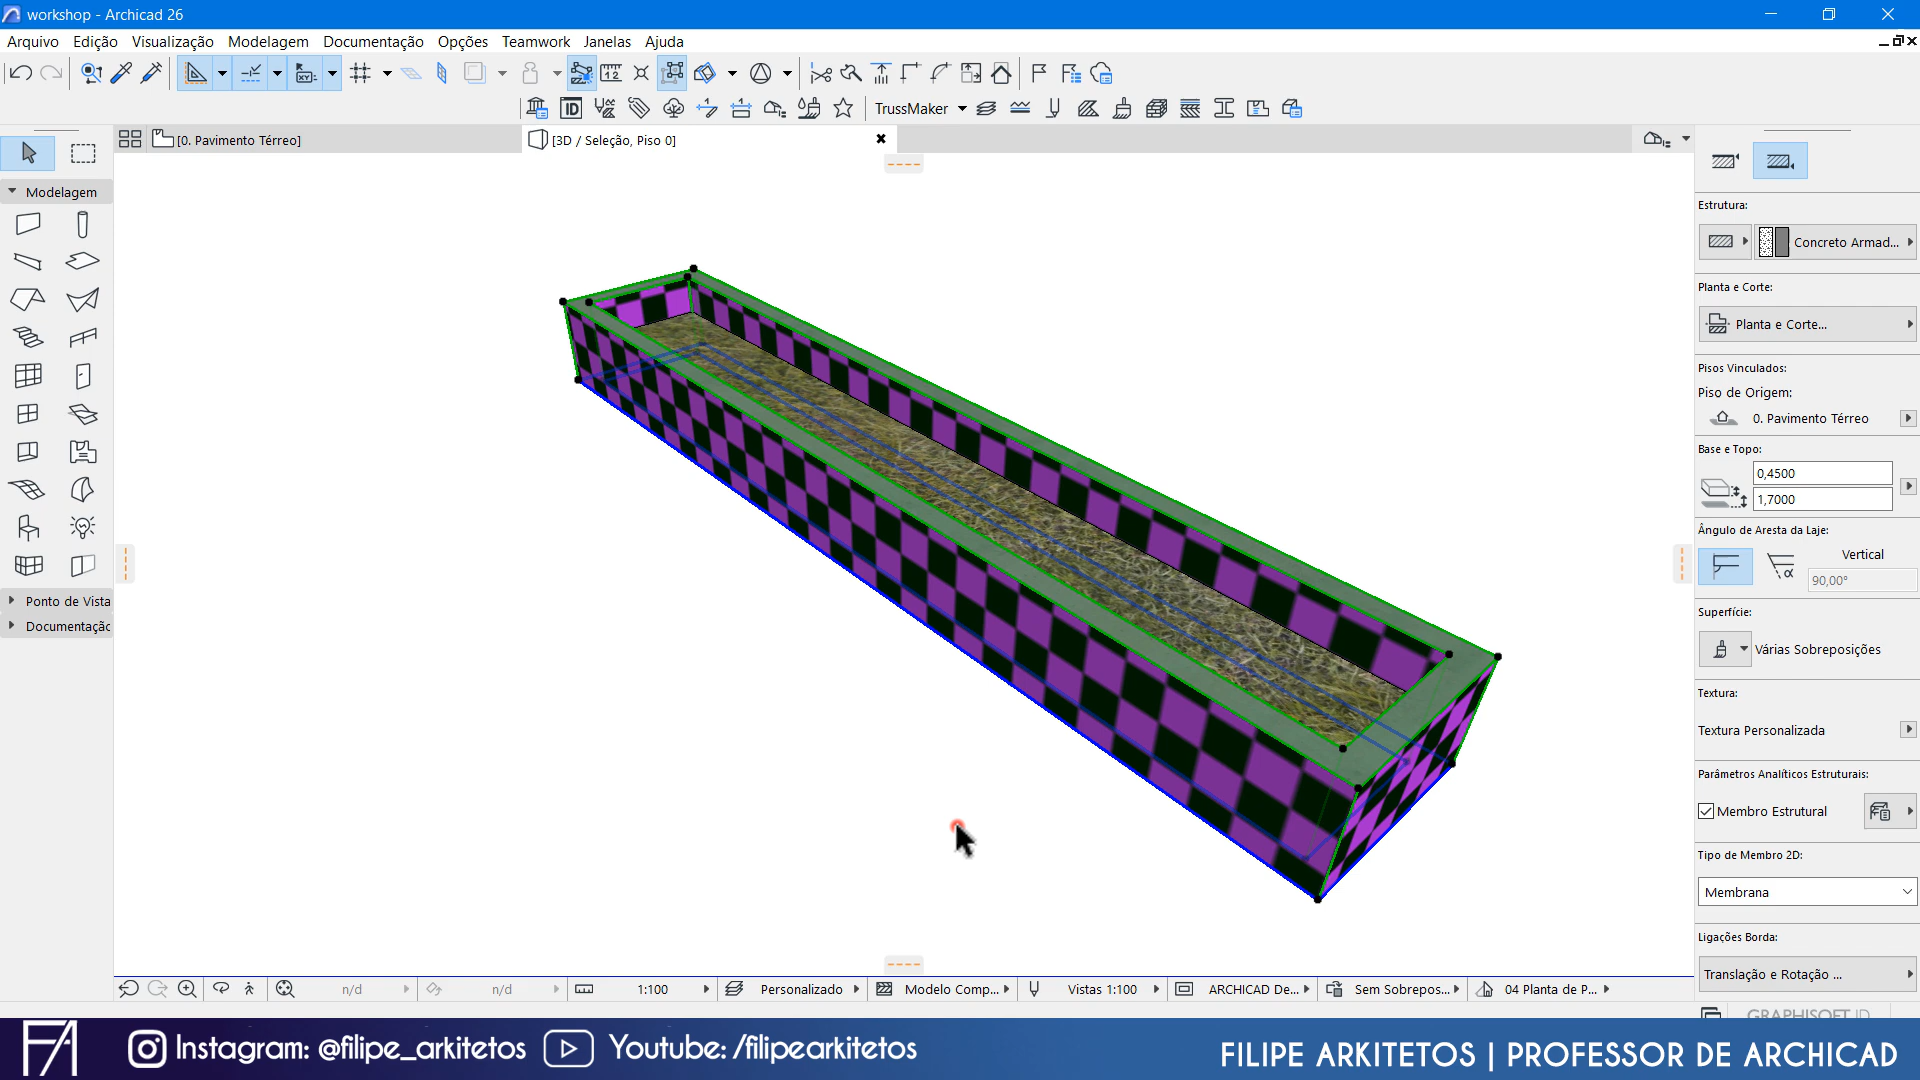 workshop - Archicad 26
Arquivo Edição Visualização Modelagem Documentação Opções Teamwork Janelas Ajuda
TrussMaker
[0. Pavimento Térreo]
[3D / Seleção, Piso 0]
Modelagem
Ponto de Vista
Documentaçãc
Estrutura:
Concreto Armad...
Planta e Corte:
Planta e Corte...
Pisos Vinculados:
Piso de Origem:
0. Pavimento Térreo
Base e Topo:
0,4500
1,7000
Ângulo de Aresta da Laje:
Vertical
90,00°
α
Superfície:
Várias Sobreposições
Textura:
Textura Personalizada
Parâmetros Analíticos Estruturais:
Membro Estrutural
Tipo de Membro 2D:
Membrana
Ligações Borda:
Translação e Rotação ...
n/d
n/d
1:100
Personalizado
Modelo Comp...
Vistas 1:100
ARCHICAD De...
Sem Sobrepos...
04 Planta de P...
GRAPHISOFT ID
FA
Instagram: @filipe_arkitetos
Youtube: /filipearkitetos
FILIPE ARKITETOS | PROFESSOR DE ARCHICAD